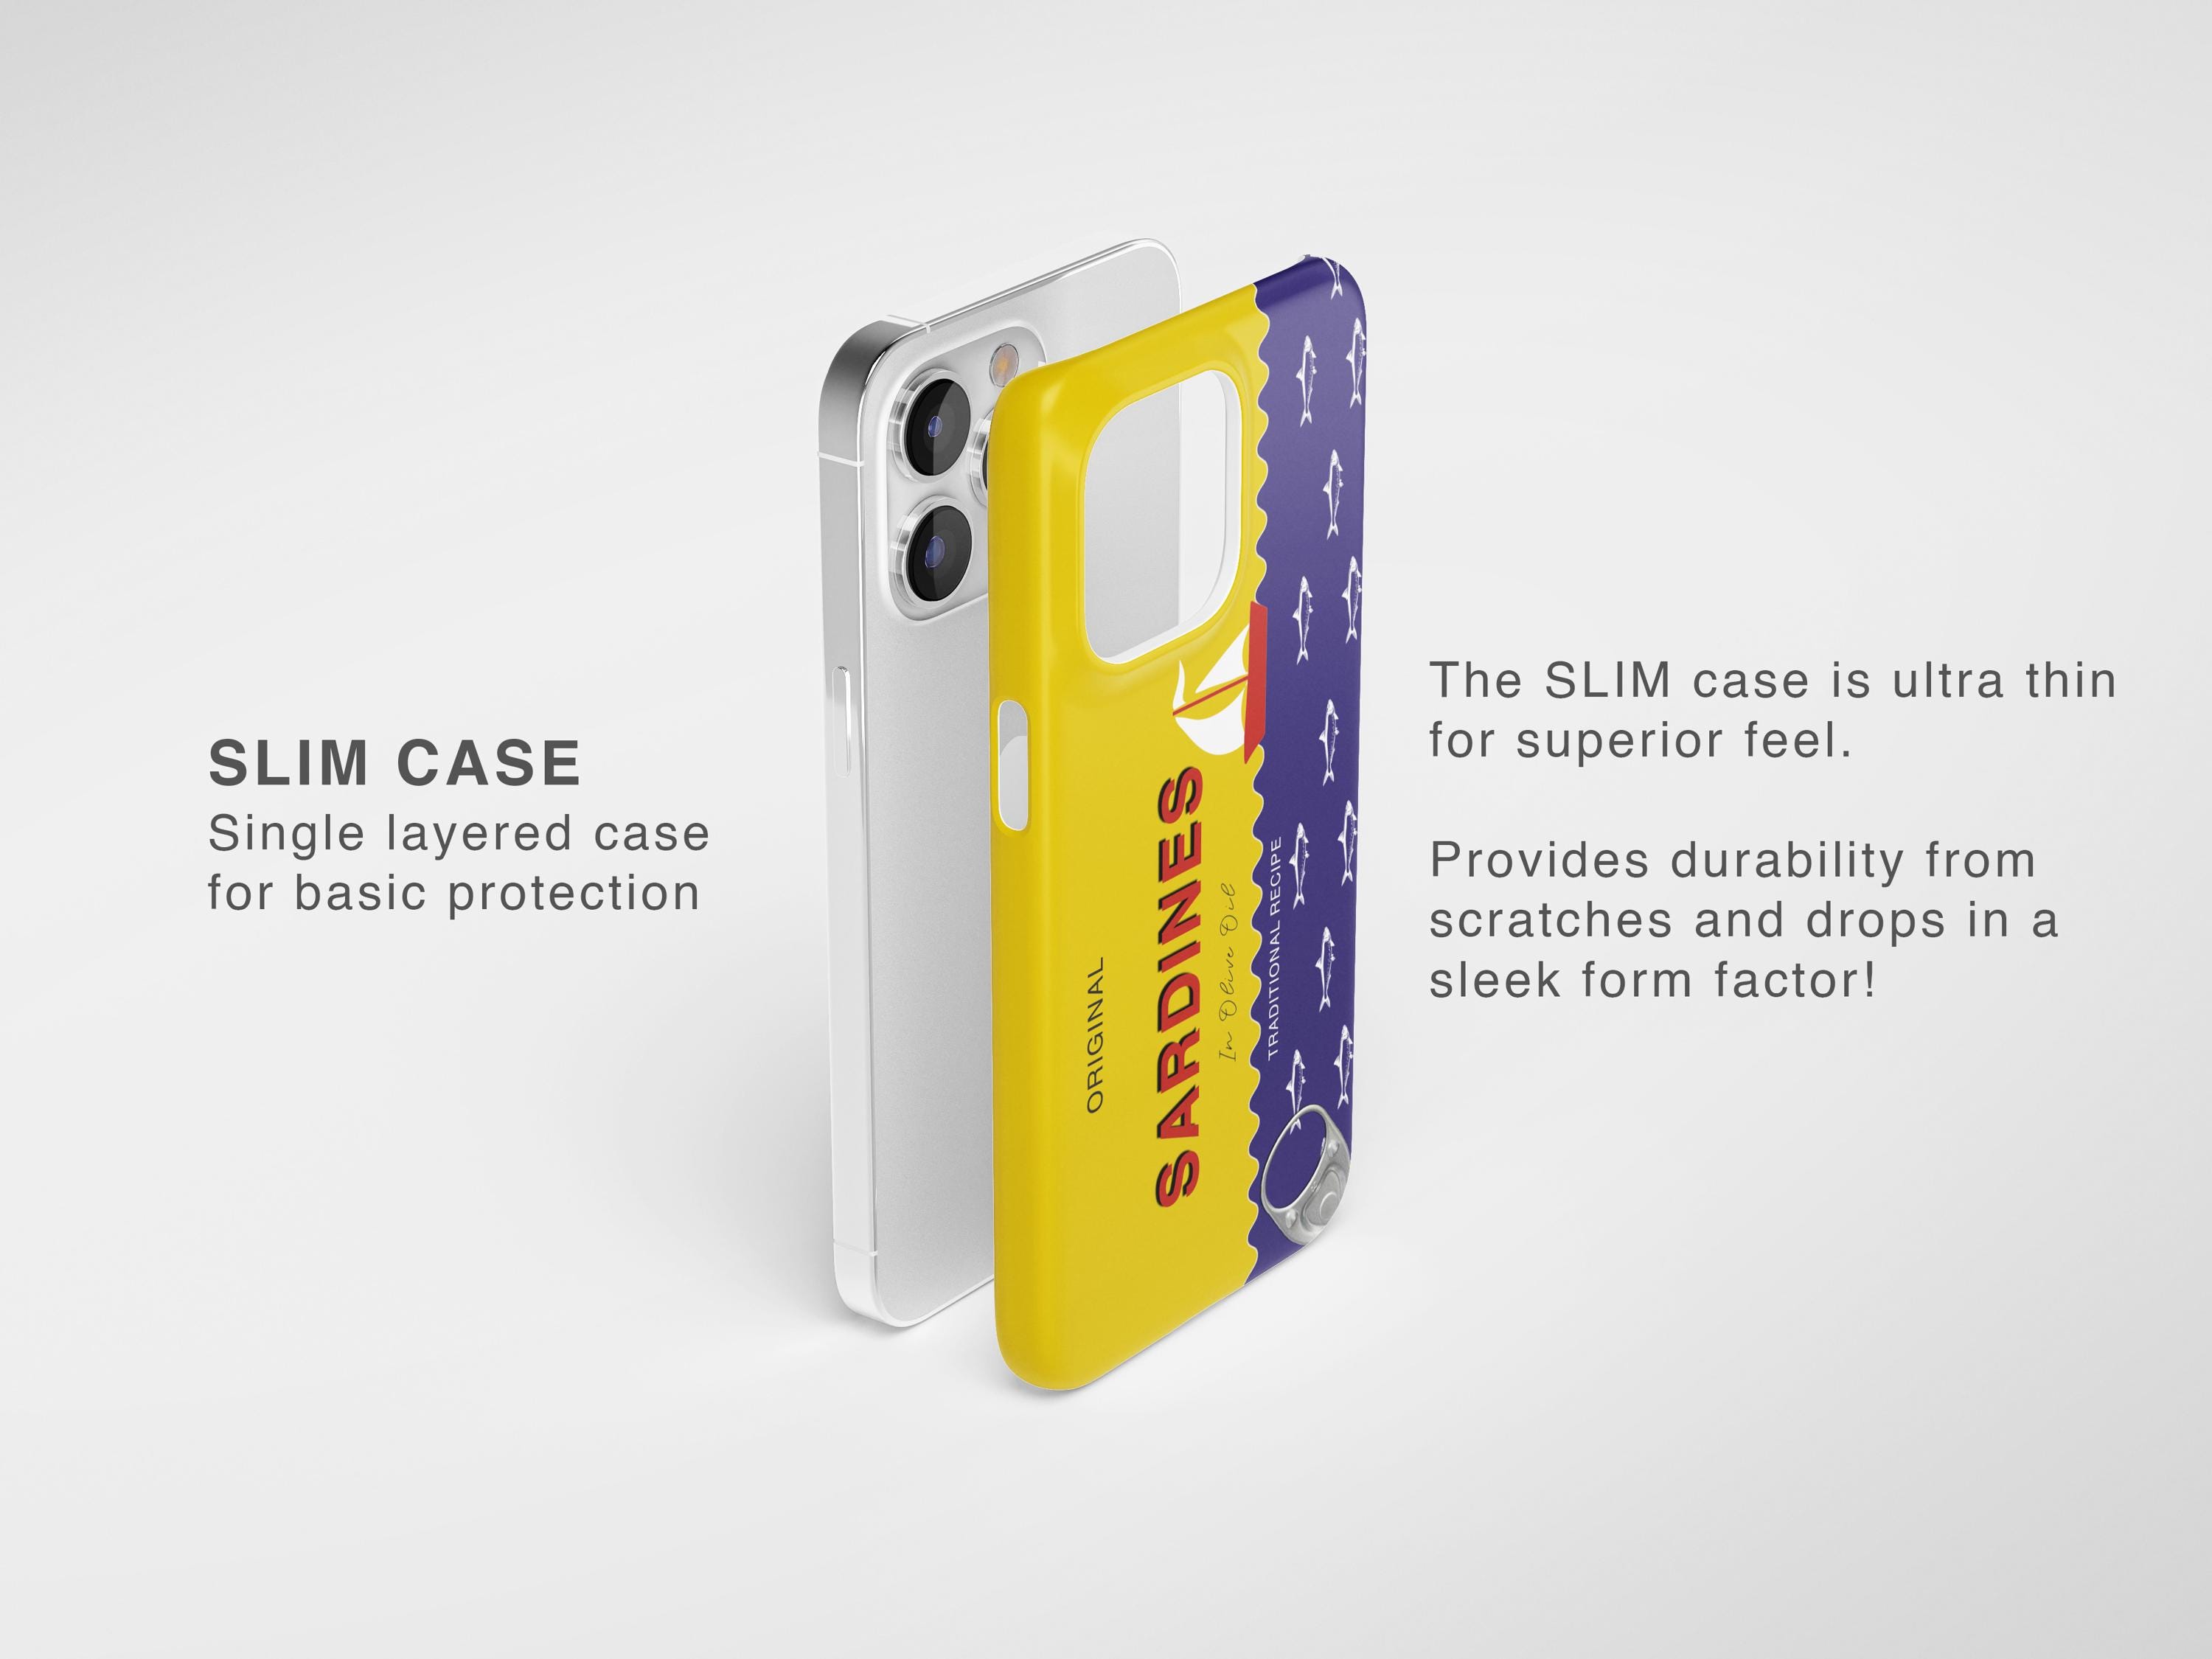 SLIM CASE
Single layered case
for basic protection
ORIGINAL
SARDINES
In Olive Oil
TRADITIONAL RECIPE
The SLIM case is ultra thin
for superior feel.
Provides durability from
scratches and drops in a
sleek form factor!